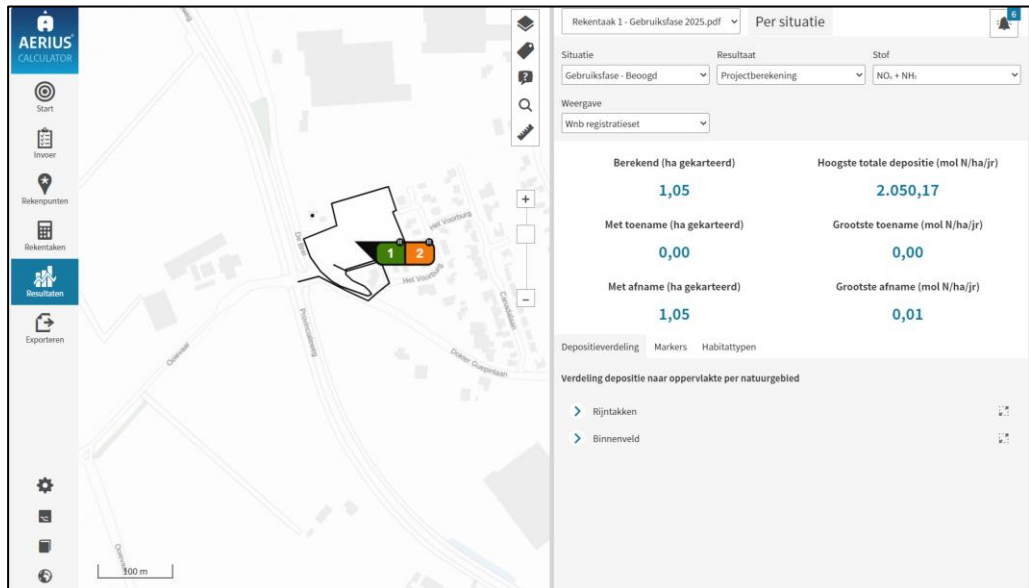 AERIUS®
CALCULATOR
Start
Invoer
Rekenpunten
Rekentaken
Resultaten
Exporteren
De Brei
Het Voorburg
1
R
2
R
Het Voorburg
Canadalaan
Provincialeweg
Dokter Guepinlaan
Ooievaar
Ooievaar
100 m
+
−
Rekentaak 1 - Gebruiksfase 2025.pdf
Per situatie
6
Situatie
Resultaat
Stof
Gebruiksfase - Beoogd
Projectberekening
NOₓ + NH₃
Weergave
Wnb registratieset
Berekend (ha gekarteerd)
Hoogste totale depositie (mol N/ha/jr)
1,05
2.050,17
Met toename (ha gekarteerd)
Grootste toename (mol N/ha/jr)
0,00
0,00
Met afname (ha gekarteerd)
Grootste afname (mol N/ha/jr)
1,05
0,01
Depositieverdeling Markers Habitattypen
Verdeling depositie naar oppervlakte per natuurgebied
Rijntakken
Binnenveld